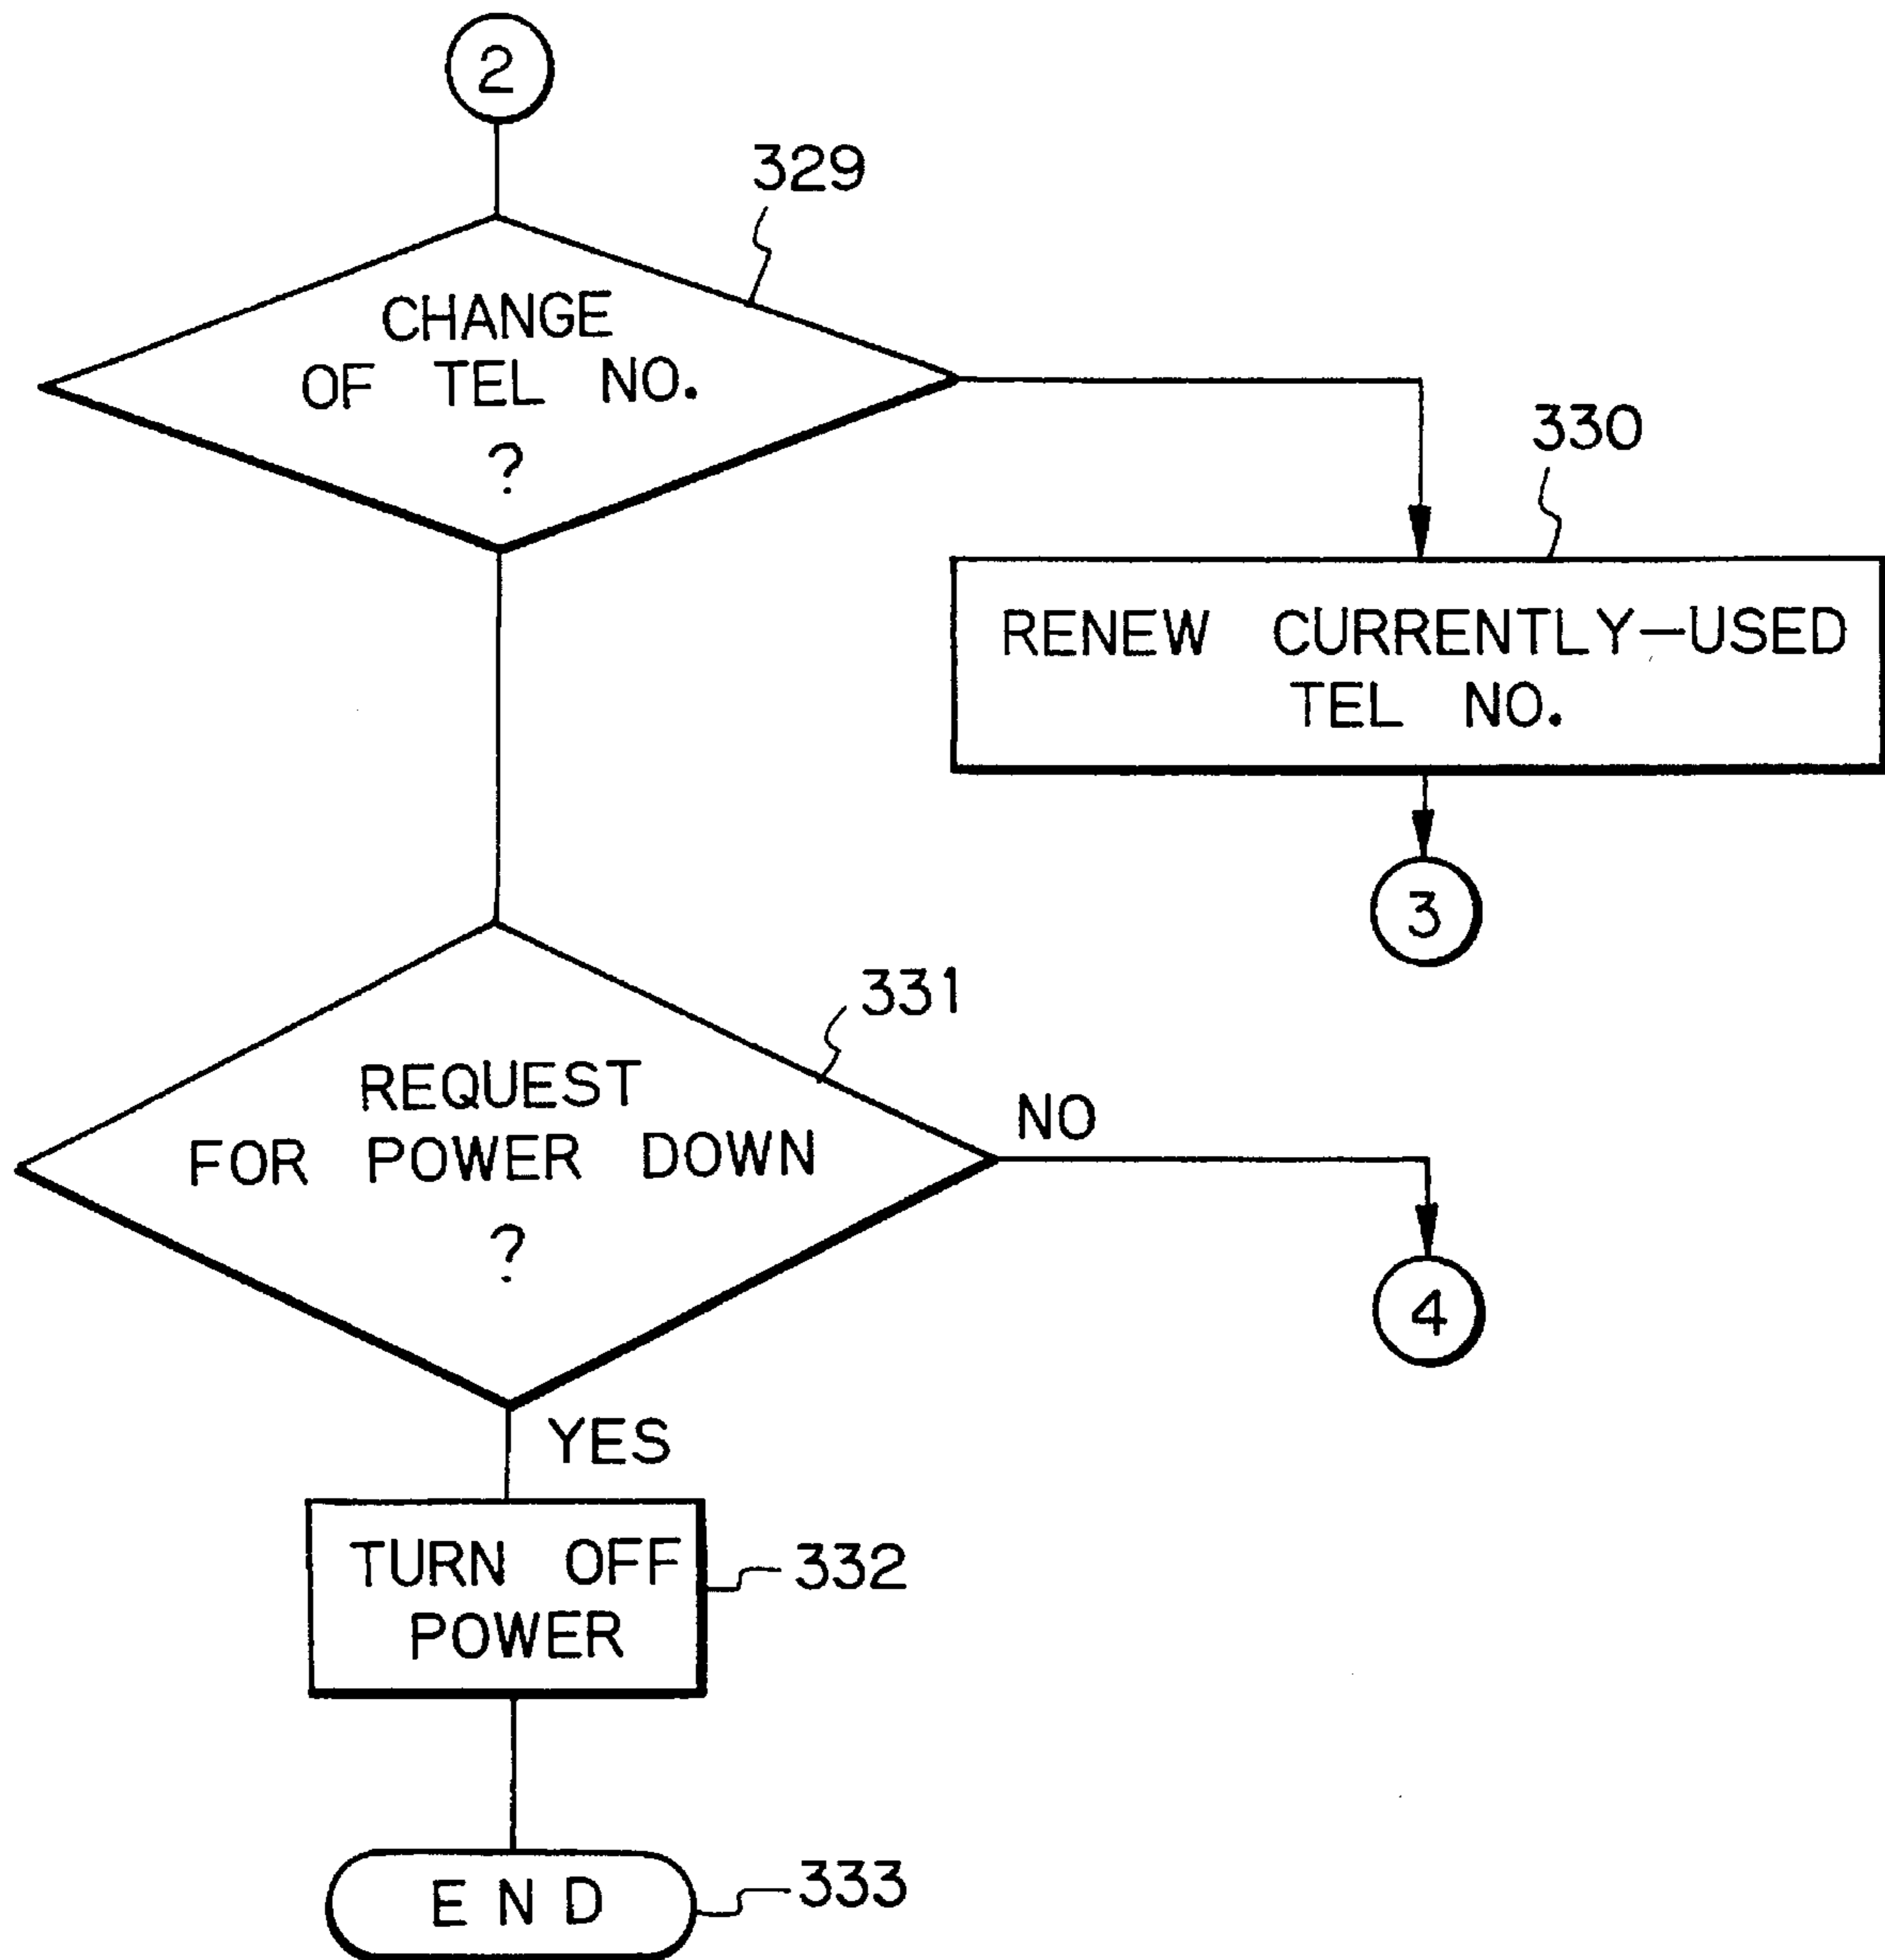 2
329
CHANGE
OF TEL NO.
?
330
RENEW CURRENTLY-USED
TEL NO.
3
331
REQUEST
FOR POWER DOWN
?
NO
4
YES
TURN OFF
POWER
332
END
333